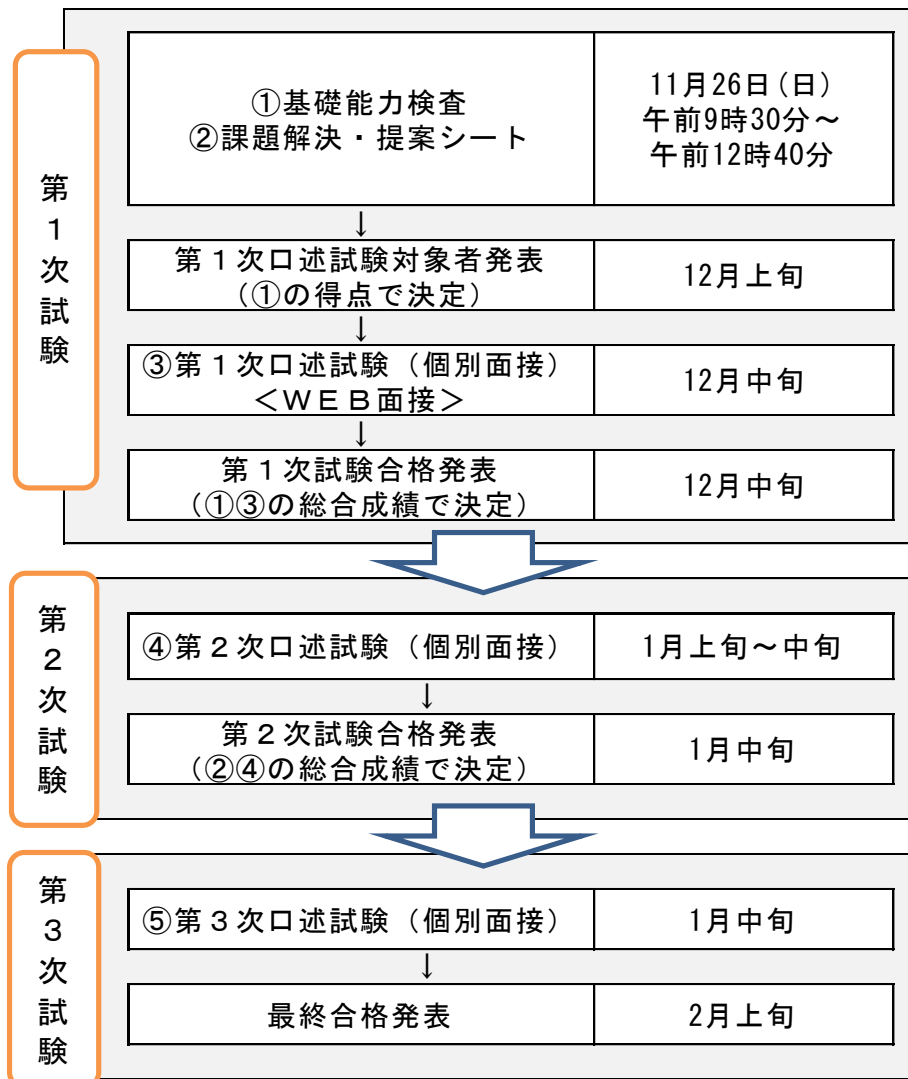 第1次試験
①基礎能力検査
②課題解決・提案シート
11月26日(日)
午前9時30分～
午前12時40分
↓
第１次口述試験対象者発表
(①の得点で決定)
12月上旬
↓
③第１次口述試験（個別面接）
＜ＷＥＢ面接＞
12月中旬
↓
第１次試験合格発表
(①③の総合成績で決定)
12月中旬
第2次試験
④第２次口述試験（個別面接）
1月上旬～中旬
↓
第２次試験合格発表
(②④の総合成績で決定)
1月中旬
第3次試験
⑤第３次口述試験（個別面接）
1月中旬
↓
最終合格発表
2月上旬